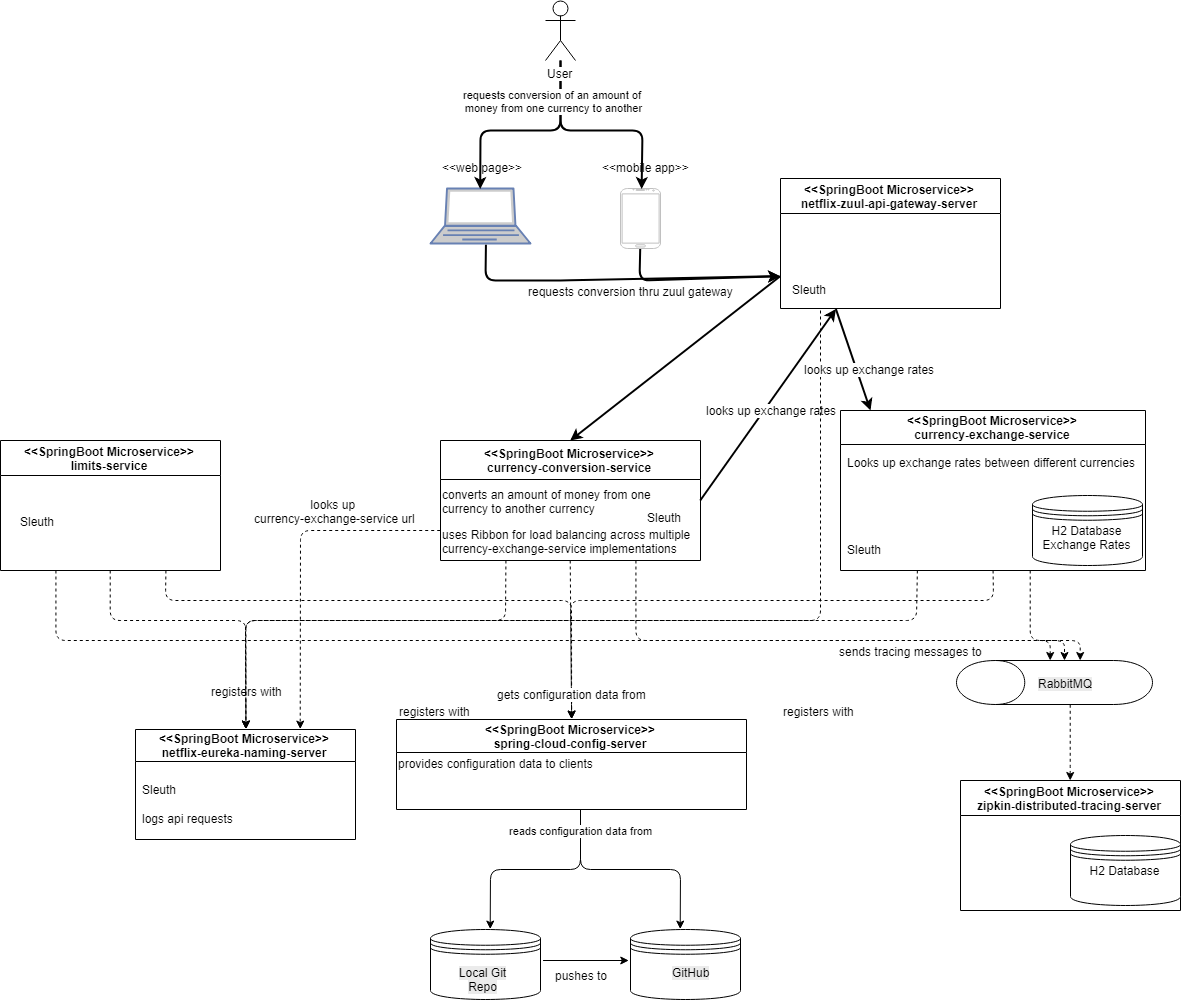 User
requests conversion of an amount of
money from one currency to another
<<web page>>
<<mobile app>>
<<SpringBoot Microservice>>
netflix-zuul-api-gateway-server
Sleuth
requests conversion thru zuul gateway
looks up exchange rates
looks up exchange rates
<<SpringBoot Microservice>>
currency-exchange-service
Looks up exchange rates between different currencies
H2 Database
Exchange Rates
Sleuth
<<SpringBoot Microservice>>
limits-service
Sleuth
<<SpringBoot Microservice>>
currency-conversion-service
converts an amount of money from one
currency to another currency
Sleuth
uses Ribbon for load balancing across multiple
currency-exchange-service implementations
looks up
currency-exchange-service url
sends tracing messages to
RabbitMQ
registers with
gets configuration data from
registers with
registers with
<<SpringBoot Microservice>>
netflix-eureka-naming-server
Sleuth
logs api requests
<<SpringBoot Microservice>>
spring-cloud-config-server
provides configuration data to clients
<<SpringBoot Microservice>>
zipkin-distributed-tracing-server
H2 Database
reads configuration data from
Local Git
Repo
pushes to
GitHub